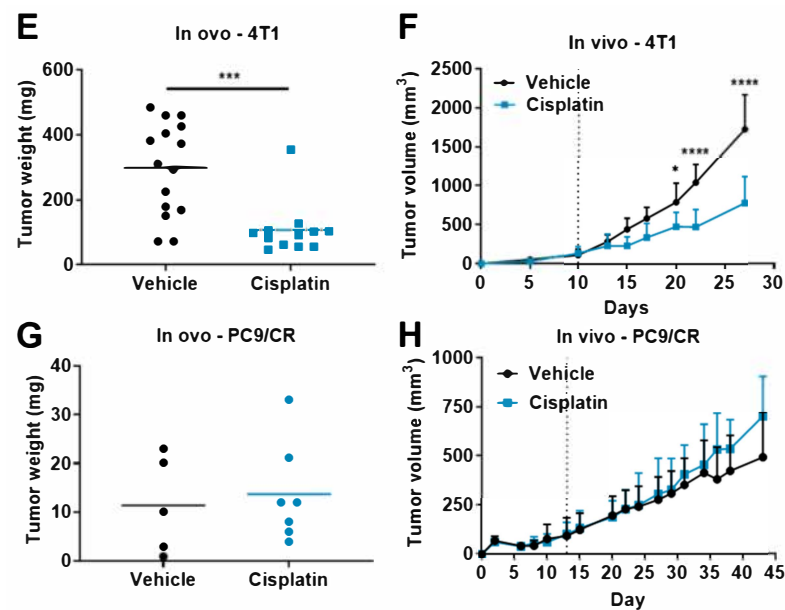 E
In ovo - 4T1
Tumor weight (mg)
600
400
200
0
***
Vehicle
Cisplatin
F
In vivo - 4T1
Tumor volume (mm3)
2500
2000
1500
1000
500
0
Vehicle
Cisplatin
*
****
****
0 5 10 15 20 25 30
Days
G
In ovo - PC9/CR
Tumor weight (mg)
40
30
20
10
0
Vehicle
Cisplatin
H
In vivo - PC9/CR
Tumor volume (mm3)
1000
750
500
250
0
Vehicle
Cisplatin
0 5 10 15 20 25 30 35 40 45
Day